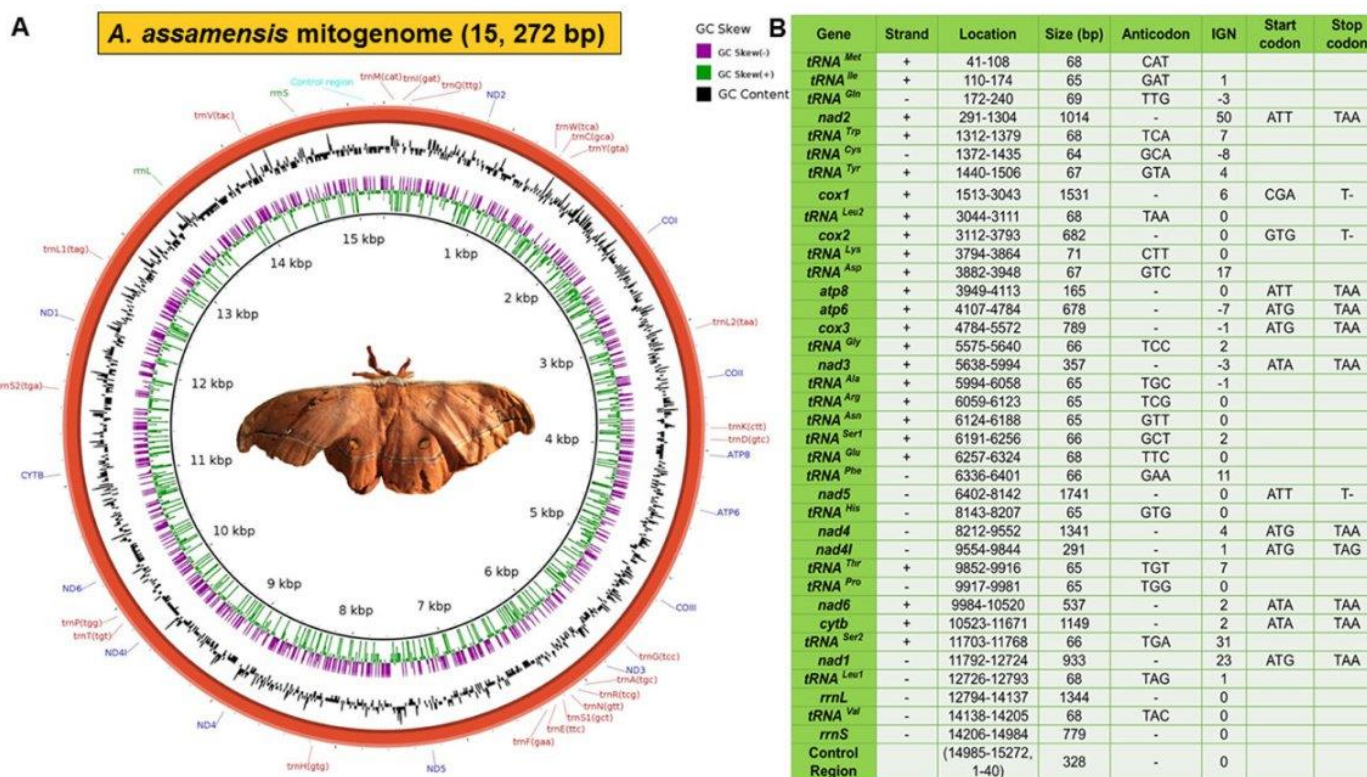 A
A. assamensis mitogenome (15, 272 bp)
GC Skew
GC Skew(-)
GC Skew(+)
GC Content
Control region
trnM(cat)
trnI(gat)
trnQ(ttg)
ND2
trnW(tca)
trnC(gca)
trnY(gta)
COI
trnL2(taa)
COII
trnK(ctt)
trnD(gtc)
ATP8
ATP6
COIII
trnG(tcc)
ND3
trnA(tgc)
trnR(tcg)
trnN(gtt)
trnS1(gct)
trnE(ttc)
trnF(gaa)
ND5
trnH(gtg)
ND4
ND4l
trnT(tgt)
trnP(tgg)
ND6
CYTB
trnS2(tga)
ND1
trnL1(tag)
rrnL
trnV(tac)
rrnS
1 kbp
2 kbp
3 kbp
4 kbp
5 kbp
6 kbp
7 kbp
8 kbp
9 kbp
10 kbp
11 kbp
12 kbp
13 kbp
14 kbp
15 kbp
B
Gene Strand Location Size (bp) Anticodon IGN Start codon Stop codon
tRNA Met + 41-108 68 CAT
tRNA Ile + 110-174 65 GAT 1
tRNA Gln - 172-240 69 TTG -3
nad2 + 291-1304 1014 - 50 ATT TAA
tRNA Trp + 1312-1379 68 TCA 7
tRNA Cys - 1372-1435 64 GCA -8
tRNA Tyr + 1440-1506 67 GTA 4
cox1 + 1513-3043 1531 - 6 CGA T-
tRNA Leu2 + 3044-3111 68 TAA 0
cox2 + 3112-3793 682 - 0 GTG T-
tRNA Lys + 3794-3864 71 CTT 0
tRNA Asp + 3882-3948 67 GTC 17
atp8 + 3949-4113 165 - 0 ATT TAA
atp6 + 4107-4784 678 - -7 ATG TAA
cox3 + 4784-5572 789 - -1 ATG TAA
tRNA Gly + 5575-5640 66 TCC 2
nad3 + 5638-5994 357 - -3 ATA TAA
tRNA Ala + 5994-6058 65 TGC -1
tRNA Arg + 6059-6123 65 TCG 0
tRNA Asn + 6124-6188 65 GTT 0
tRNA Ser1 + 6191-6256 66 GCT 2
tRNA Glu + 6257-6324 68 TTC 0
tRNA Phe - 6336-6401 66 GAA 11
nad5 - 6402-8142 1741 - 0 ATT T-
tRNA His - 8143-8207 65 GTG 0
nad4 - 8212-9552 1341 - 4 ATG TAA
nad4l - 9554-9844 291 - 1 ATG TAG
tRNA Thr + 9852-9916 65 TGT 7
tRNA Pro - 9917-9981 65 TGG 0
nad6 + 9984-10520 537 - 2 ATA TAA
cytb + 10523-11671 1149 - 2 ATA TAA
tRNA Ser2 + 11703-11768 66 TGA 31
nad1 - 11792-12724 933 - 23 ATG TAA
tRNA Leu1 - 12726-12793 68 TAG 1
rrnL - 12794-14137 1344 - 0
tRNA Val - 14138-14205 68 TAC 0
rrnS - 14206-14984 779 - 0
Control Region (14985-15272, 1-40) 328 - 0